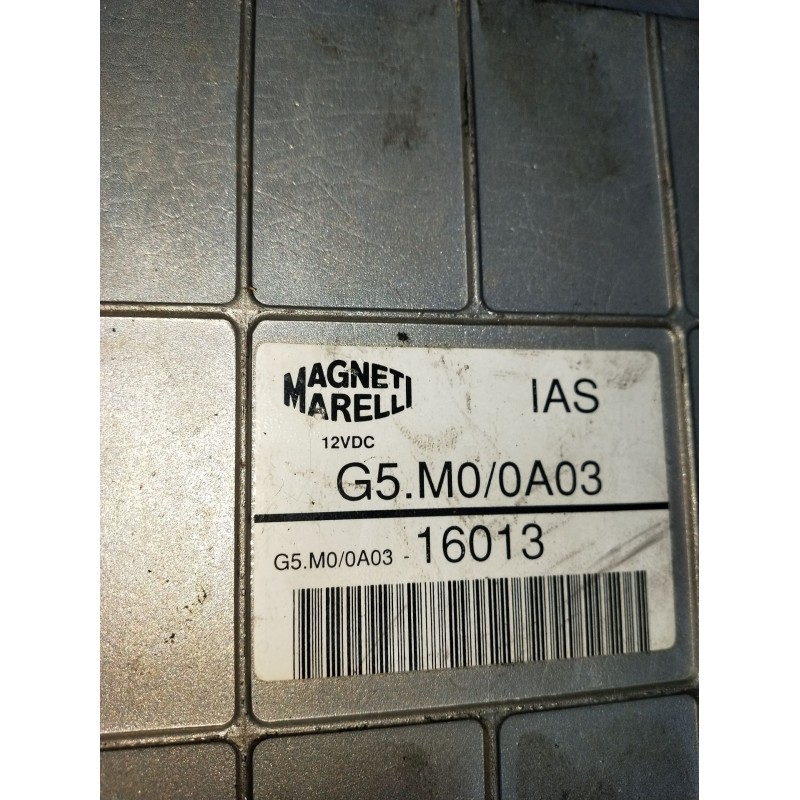 MAGNETI
MARELLI
IAS
12VDC
G5.M0/0A03
G5.M0/0A03 - 16013